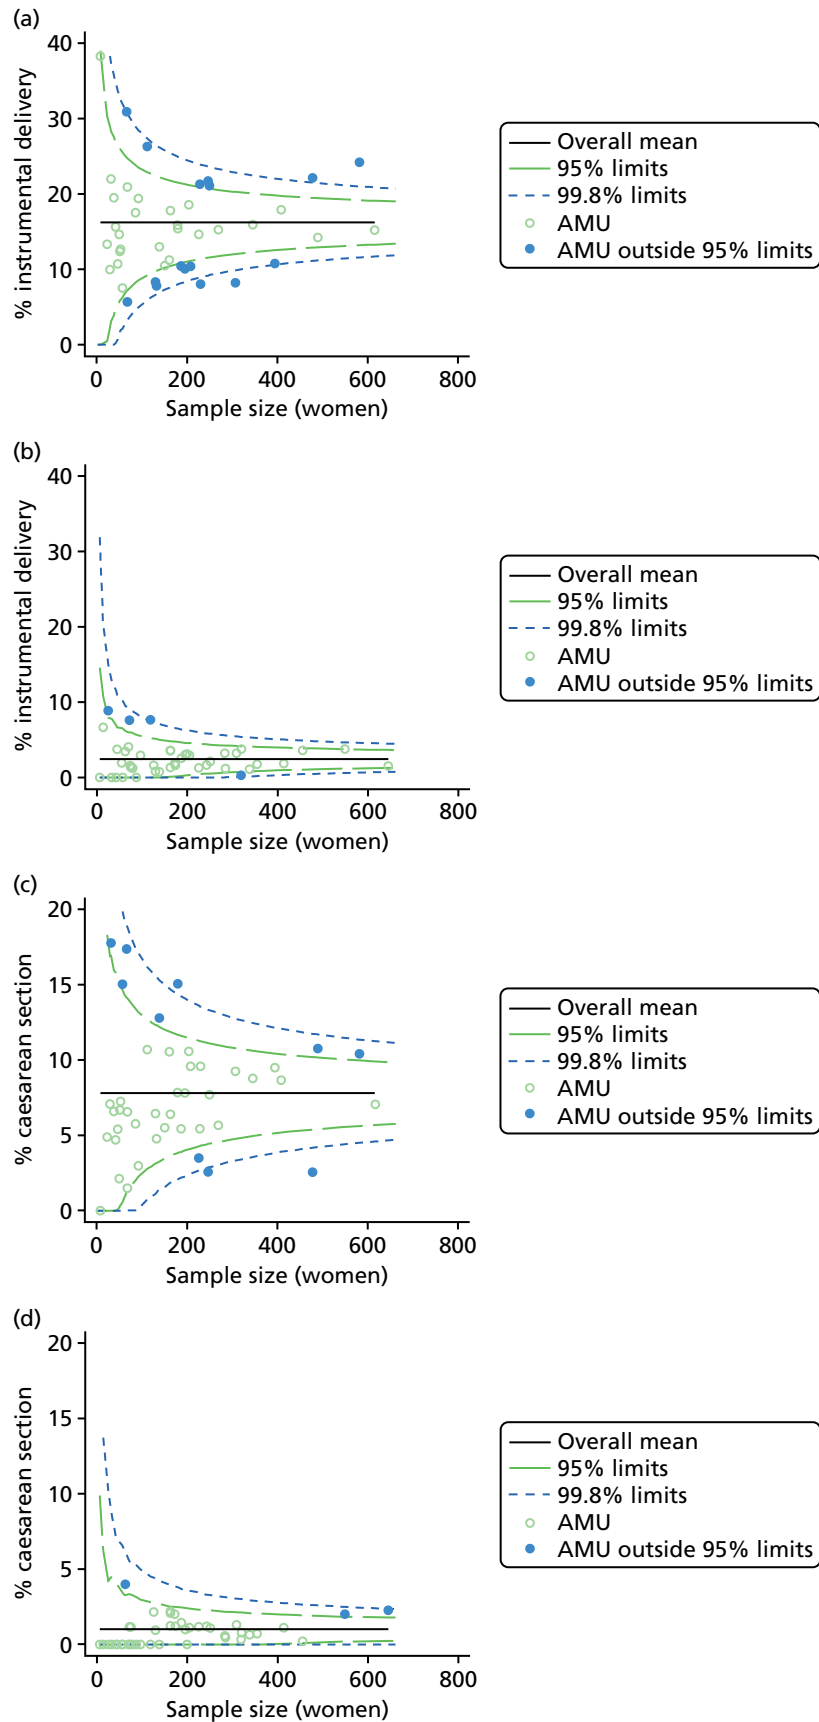 (a)
% instrumental delivery
40
30
20
10
0
0 200 400 600 800
Sample size (women)
Overall mean
95% limits
99.8% limits
AMU
AMU outside 95% limits
(b)
% instrumental delivery
40
30
20
10
0
0 200 400 600 800
Sample size (women)
Overall mean
95% limits
99.8% limits
AMU
AMU outside 95% limits
(c)
% caesarean section
20
15
10
5
0
0 200 400 600 800
Sample size (women)
Overall mean
95% limits
99.8% limits
AMU
AMU outside 95% limits
(d)
% caesarean section
20
15
10
5
0
0 200 400 600 800
Sample size (women)
Overall mean
95% limits
99.8% limits
AMU
AMU outside 95% limits